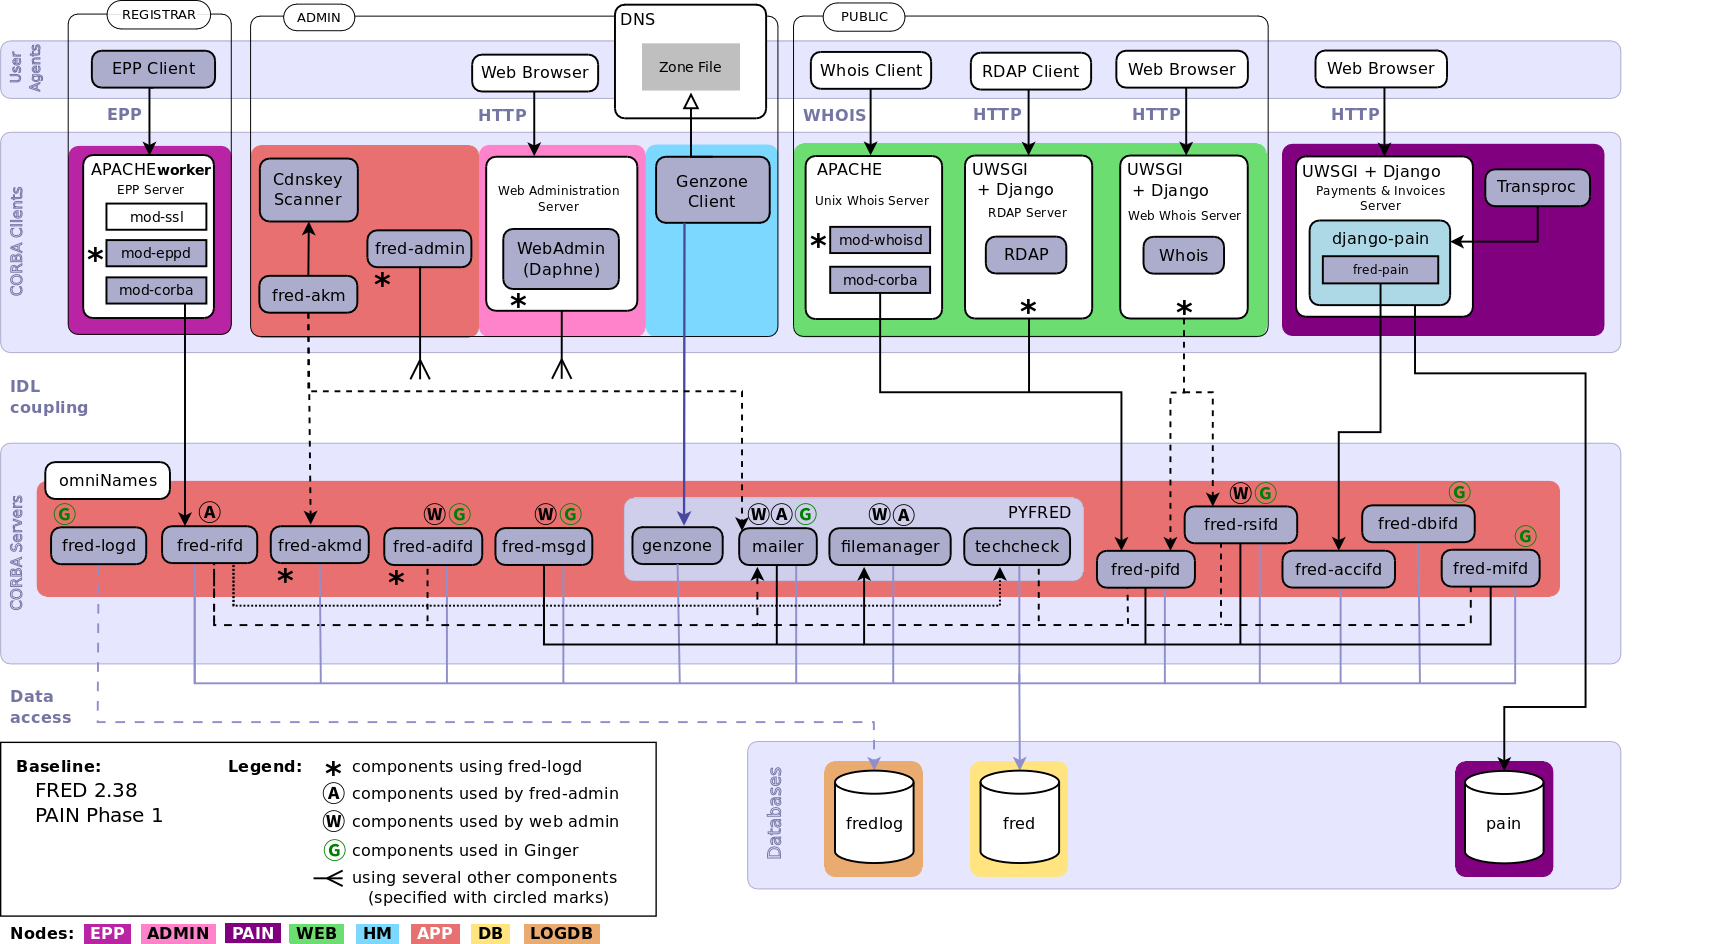 REGISTRAR
ADMIN
DNS
PUBLIC
User
Agents
EPP Client
Web Browser
Zone File
Whois Client
RDAP Client
Web Browser
Web Browser
EPP
HTTP
WHOIS
HTTP
HTTP
HTTP
CORBA Clients
APACHE worker
EPP Server
mod-ssl
* mod-eppd
mod-corba
Cdnskey
Scanner
fred-admin
*
fred-akm
Web Administration
Server
WebAdmin
(Daphne)
*
Genzone
Client
APACHE
Unix Whois Server
* mod-whoisd
mod-corba
UWSGI
+ Django
RDAP Server
RDAP
*
UWSGI
+ Django
Web Whois Server
Whois
*
UWSGI + Django
Payments & Invoices
Server
django-pain
fred-pain
Transproc
IDL
coupling
CORBA Servers
omniNames
G
fred-logd
A
fred-rifd
fred-akmd
*
W G
fred-adifd
*
W G
fred-msgd
PYFRED
genzone
W A G
mailer
W A
filemanager
techcheck
fred-pifd
W G
fred-rsifd
fred-accifd
G
fred-dbifd
G
fred-mifd
Data
access
Databases
fredlog
fred
pain
Baseline:
FRED 2.38
PAIN Phase 1
Legend:
* components using fred-logd
A components used by fred-admin
W components used by web admin
G components used in Ginger
using several other components
(specified with circled marks)
Nodes: EPP ADMIN PAIN WEB HM APP DB LOGDB